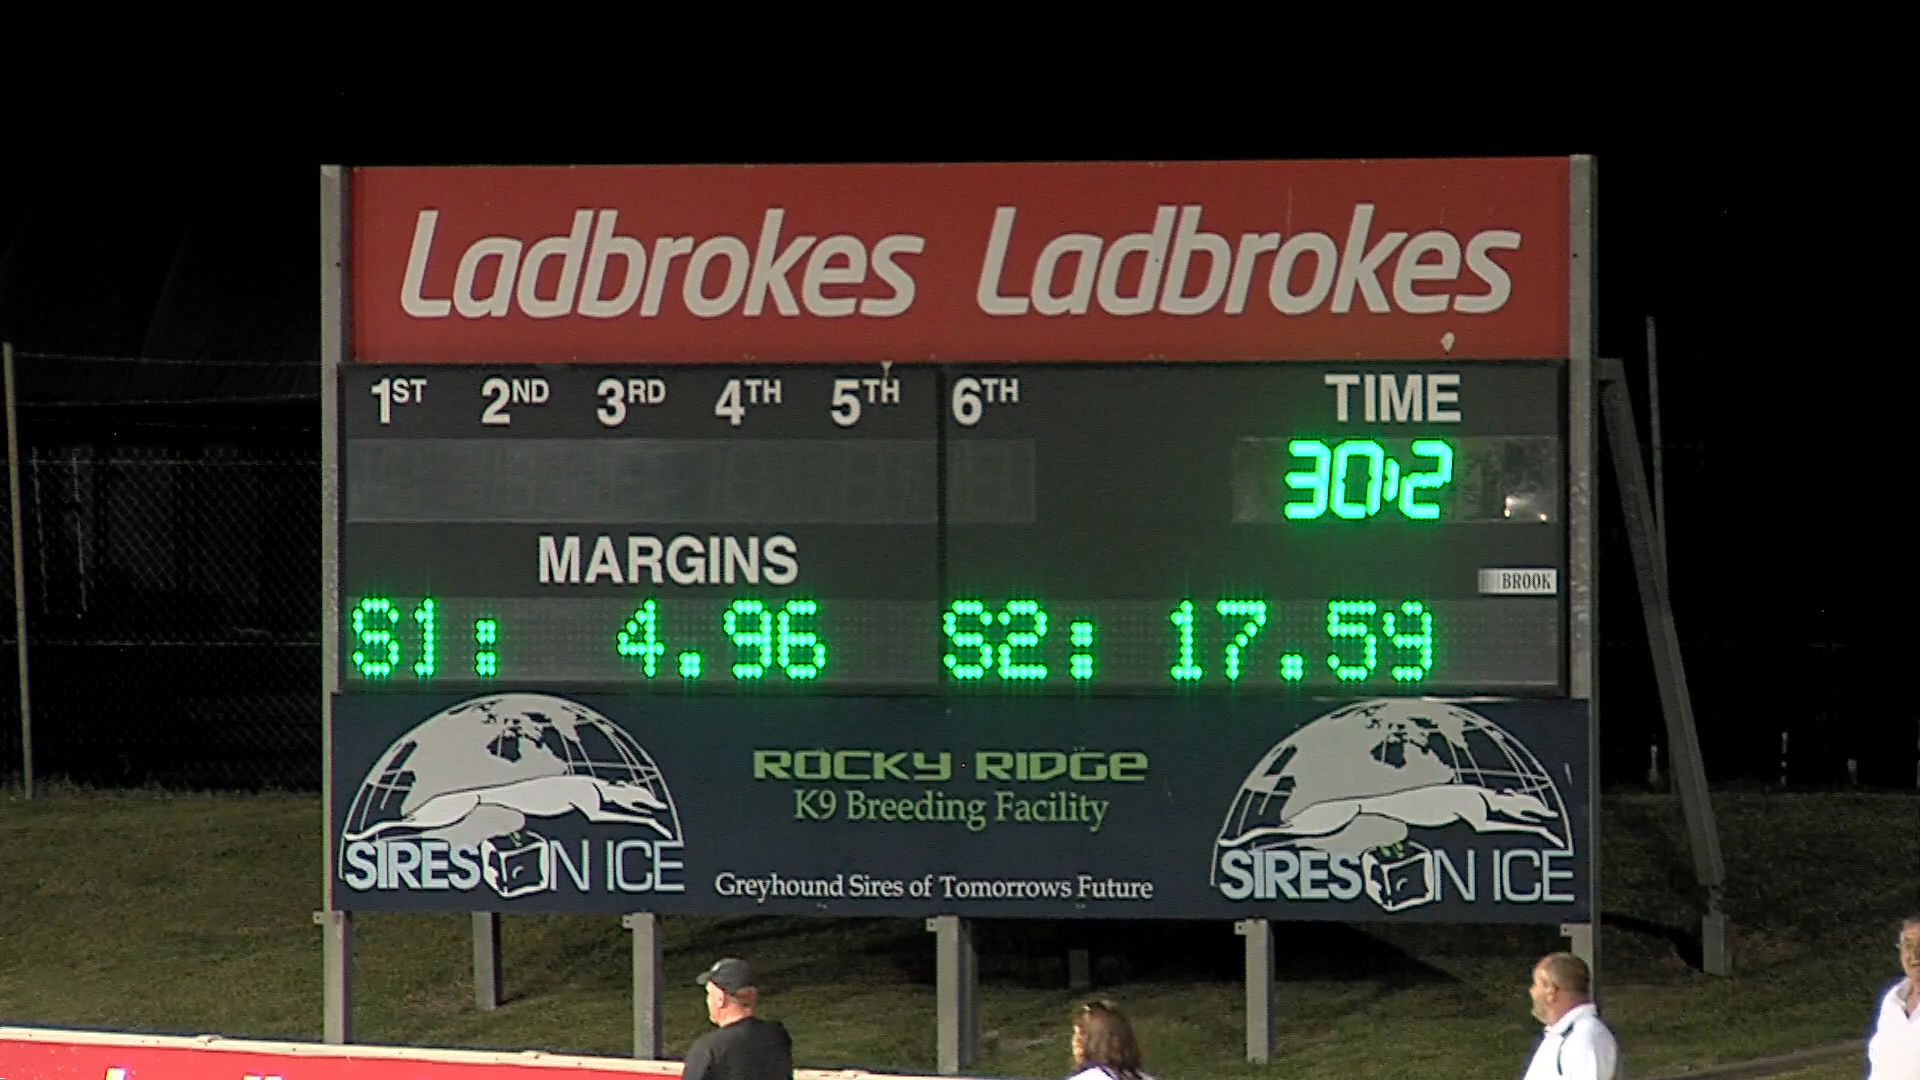 Ladbrokes Ladbrokes
1ST 2ND 3RD 4TH 5TH 6TH TIME
30:2
MARGINS
BROOK
S1: 4.96 S2: 17.59
ROCKY RIDGE
K9 Breeding Facility
SIRES ON ICE Greyhound Sires of Tomorrows Future SIRES ON ICE